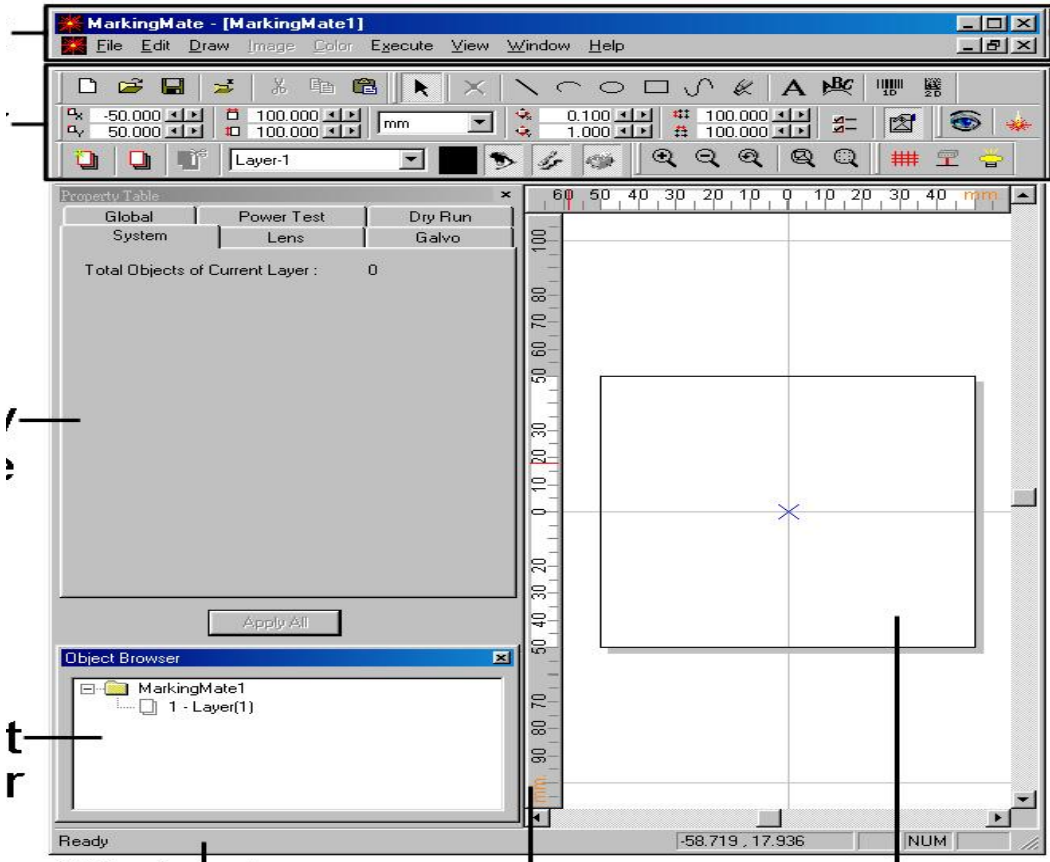 MarkingMate - [MarkingMate1]
File Edit Draw Image Color Execute View Window Help
A ABC 1D 2D
X -50.000 100.000 mm 0.100 100.000
Y 50.000 100.000 1.000 100.000
Layer-1
Property Table
Global Power Test Dry Run
System Lens Galvo
Total Objects of Current Layer : 0
60 50 40 30 20 10 0 10 20 30 40 mm
100
80
70
60
50
30
20
10
0
20
30
40
50
70
80
90
mm
y
e
Apply All
Object Browser
MarkingMate1
1 - Layer(1)
t
r
Ready -58.719 , 17.936 NUM